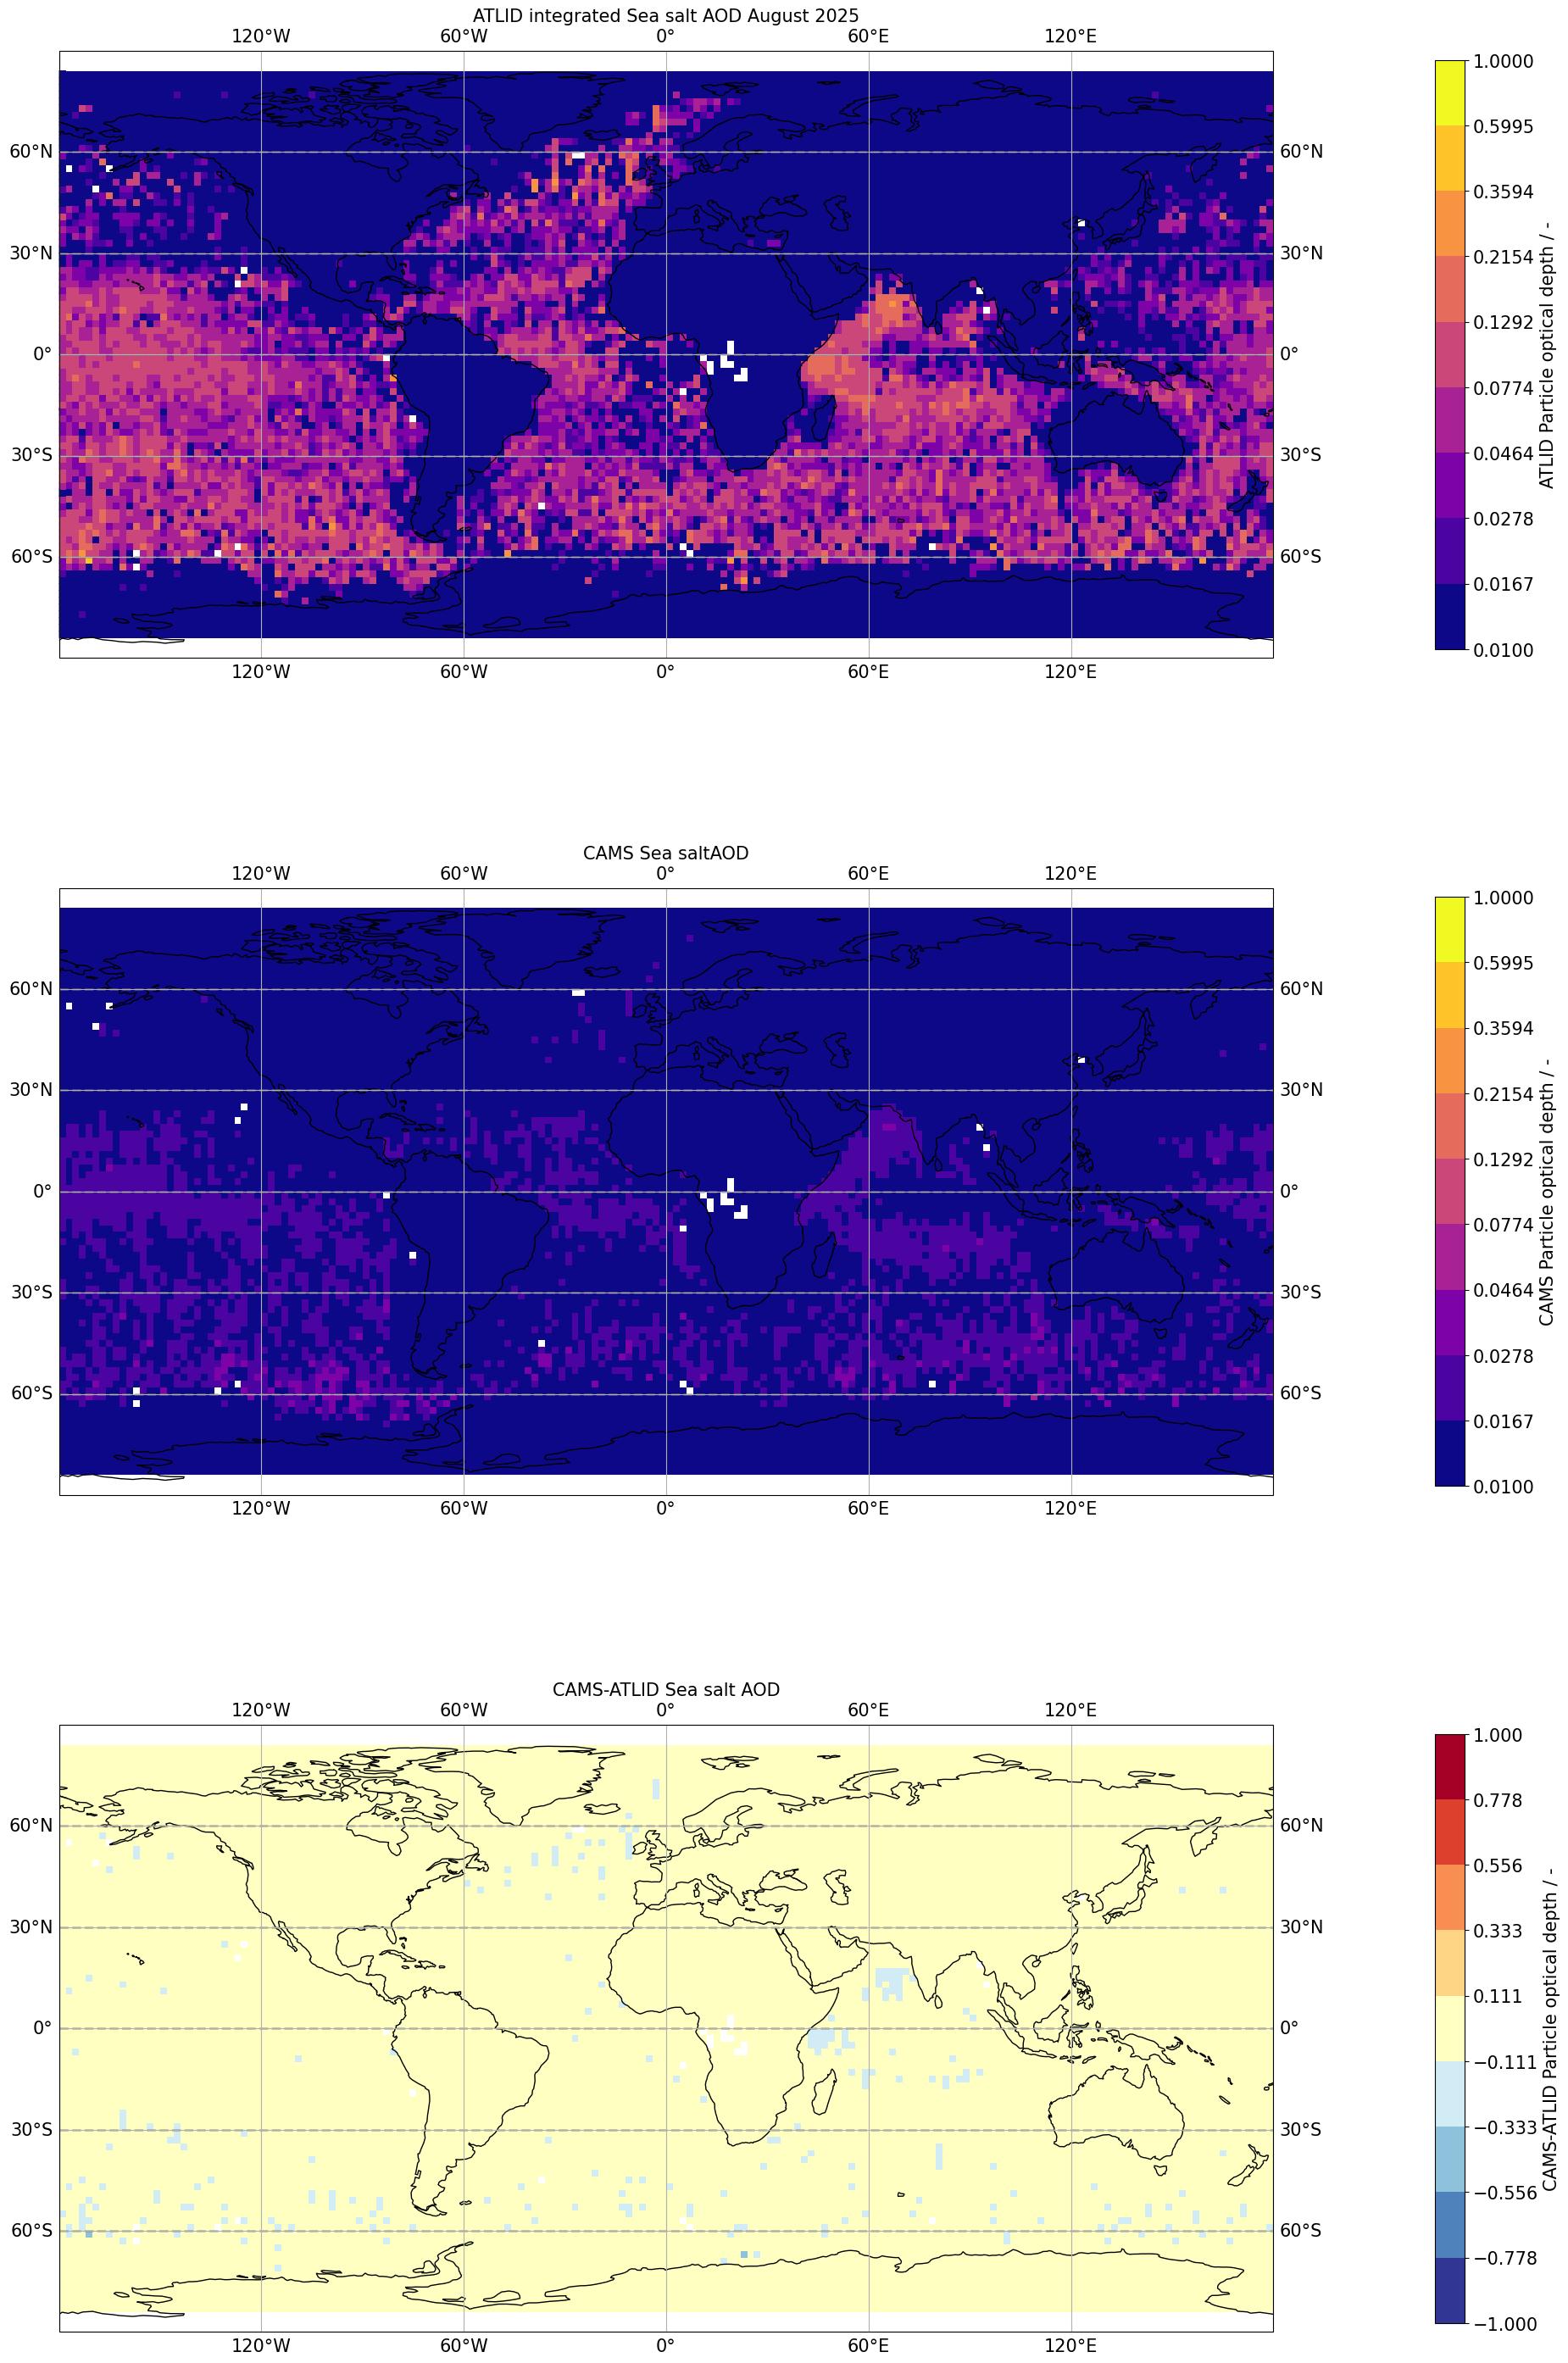 ATLID integrated Sea salt AOD August 2025
120°W 60°W 0° 60°E 120°E
1.0000
0.5995
60°N 60°N
0.3594
30°N 30°N
0.2154
0.1292
0° 0°
0.0774
30°S 30°S
0.0464
0.0278
60°S 60°S
0.0167
0.0100
ATLID Particle optical depth / -
120°W 60°W 0° 60°E 120°E
CAMS Sea saltAOD
120°W 60°W 0° 60°E 120°E
1.0000
0.5995
60°N 60°N
0.3594
30°N 30°N
0.2154
0.1292
0° 0°
0.0774
30°S 30°S
0.0464
0.0278
60°S 60°S
0.0167
0.0100
CAMS Particle optical depth / -
120°W 60°W 0° 60°E 120°E
CAMS-ATLID Sea salt AOD
120°W 60°W 0° 60°E 120°E
1.000
0.778
60°N 60°N
0.556
30°N 30°N
0.333
0.111
0° 0°
−0.111
30°S 30°S
−0.333
−0.556
60°S 60°S
−0.778
−1.000
CAMS-ATLID Particle optical depth / -
120°W 60°W 0° 60°E 120°E